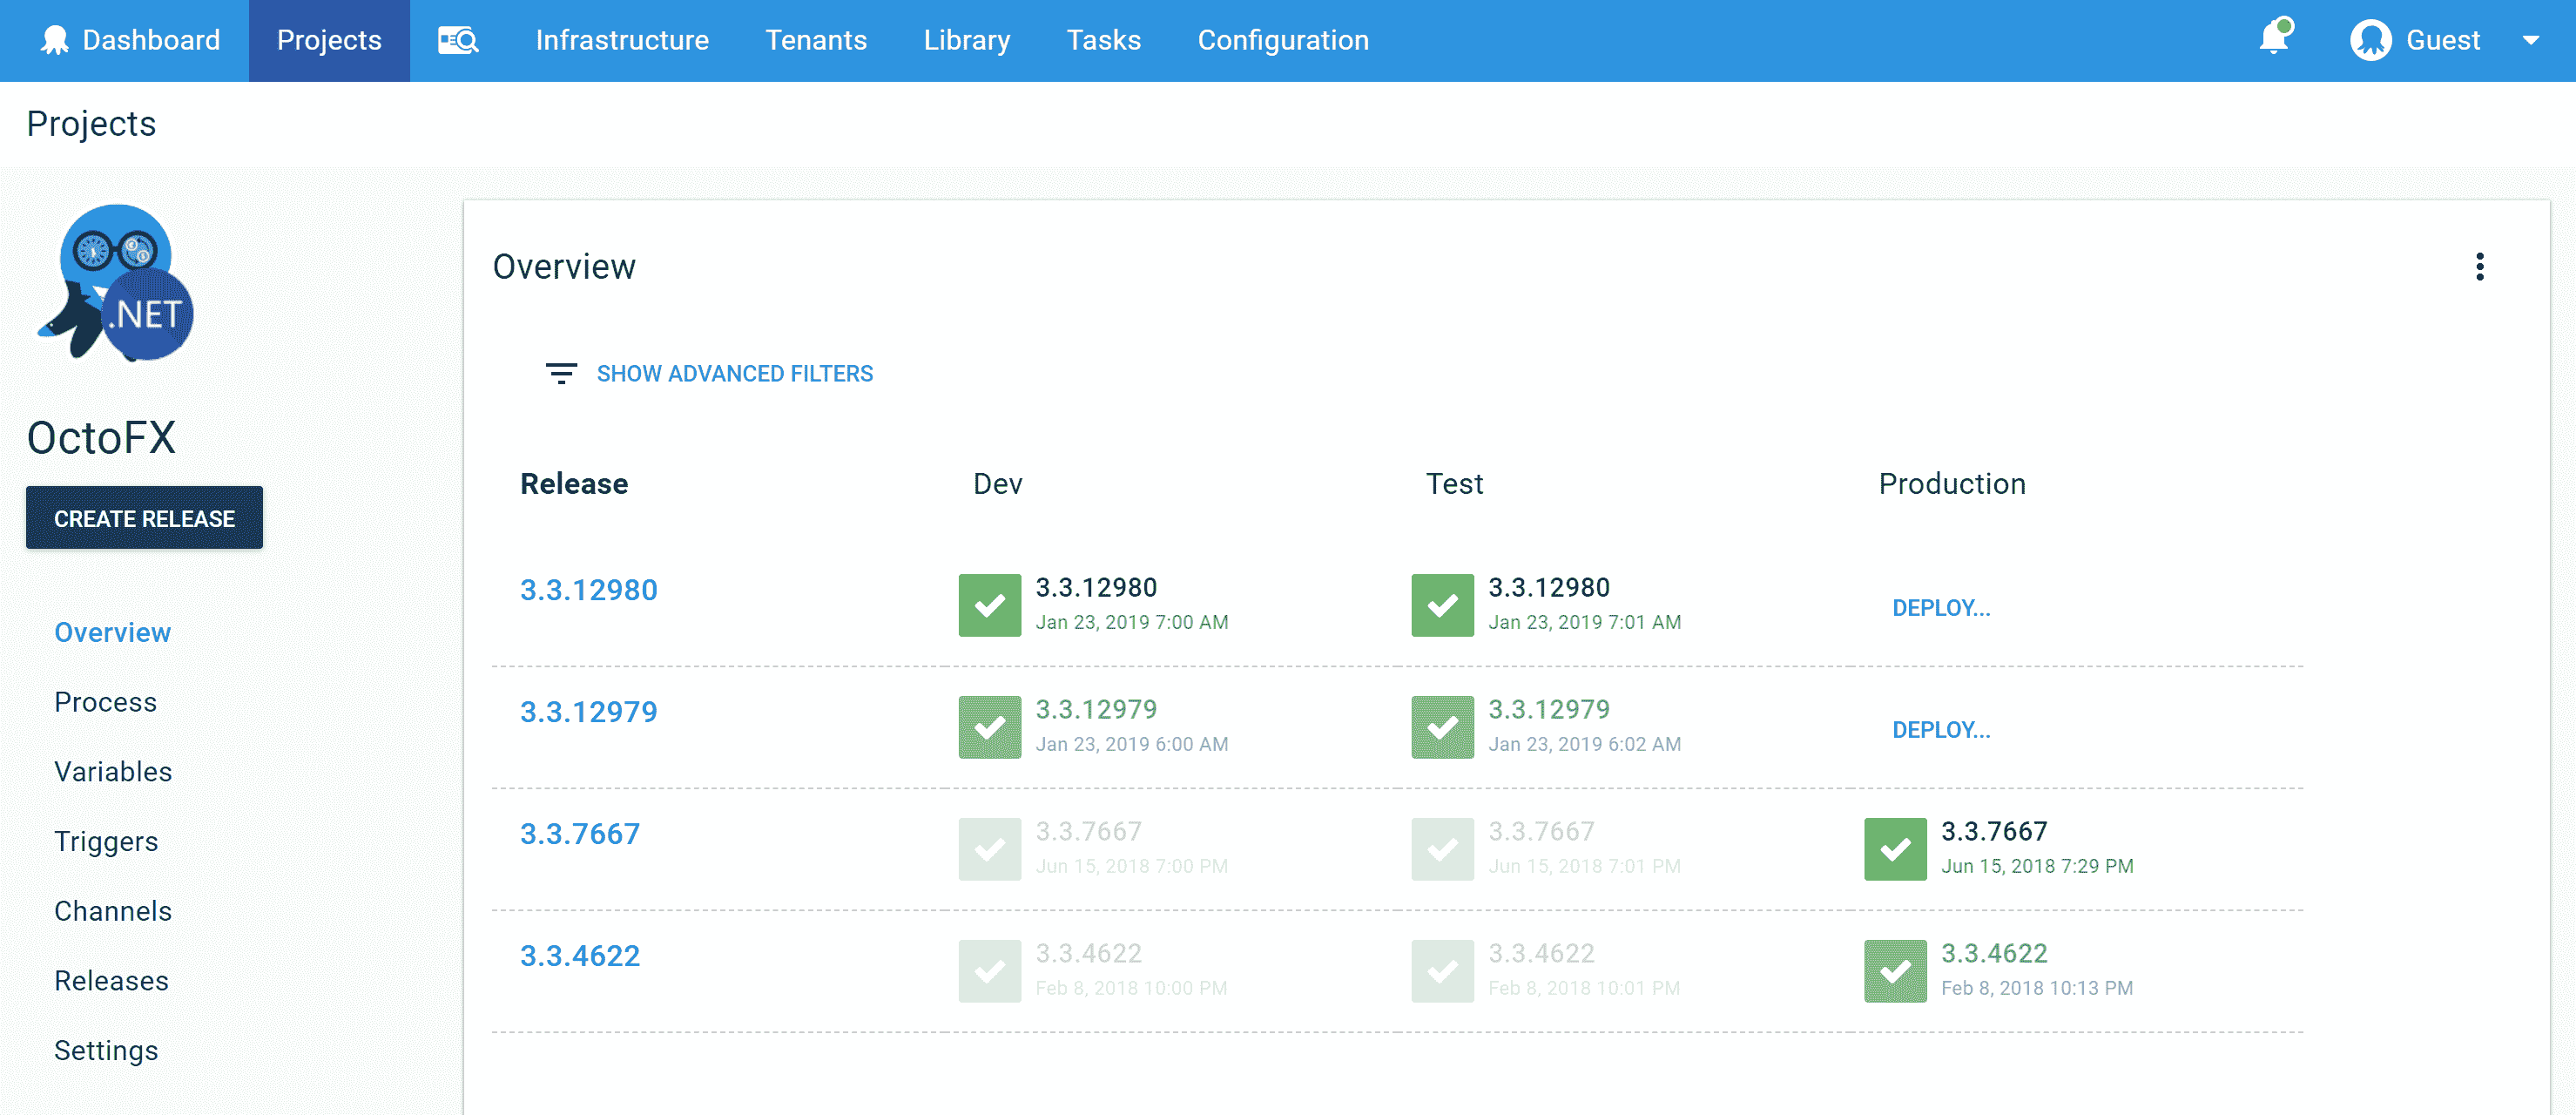 Dashboard Projects Infrastructure Tenants Library Tasks Configuration Guest
Projects
.NET
OctoFX
CREATE RELEASE
Overview
Process
Variables
Triggers
Channels
Releases
Settings
Overview
SHOW ADVANCED FILTERS
Release Dev Test Production
3.3.12980 3.3.12980 3.3.12980 DEPLOY...
Jan 23, 2019 7:00 AM Jan 23, 2019 7:01 AM
3.3.12979 3.3.12979 3.3.12979 DEPLOY...
Jan 23, 2019 6:00 AM Jan 23, 2019 6:02 AM
3.3.7667 3.3.7667 3.3.7667 3.3.7667
Jun 15, 2018 7:00 PM Jun 15, 2018 7:01 PM Jun 15, 2018 7:29 PM
3.3.4622 3.3.4622 3.3.4622 3.3.4622
Feb 8, 2018 10:00 PM Feb 8, 2018 10:01 PM Feb 8, 2018 10:13 PM